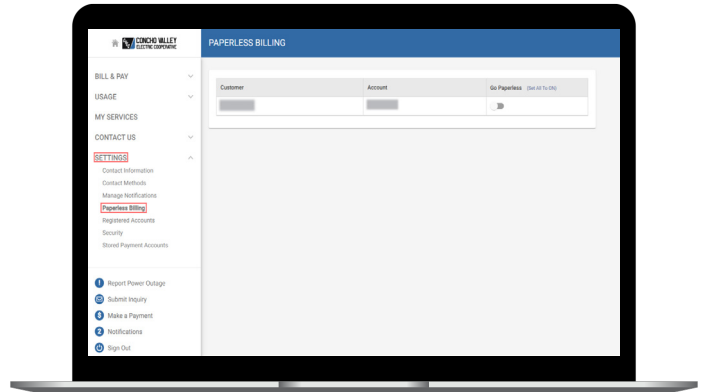 CONCHO VALLEY
ELECTRIC COOPERATIVE
PAPERLESS BILLING
BILL & PAY
USAGE
MY SERVICES
CONTACT US
SETTINGS
Contact Information
Contact Methods
Manage Notifications
Paperless Billing
Registered Accounts
Security
Stored Payment Accounts
Report Power Outage
Submit Inquiry
Make a Payment
2 Notifications
Sign Out
Customer Account Go Paperless (Set All To ON)